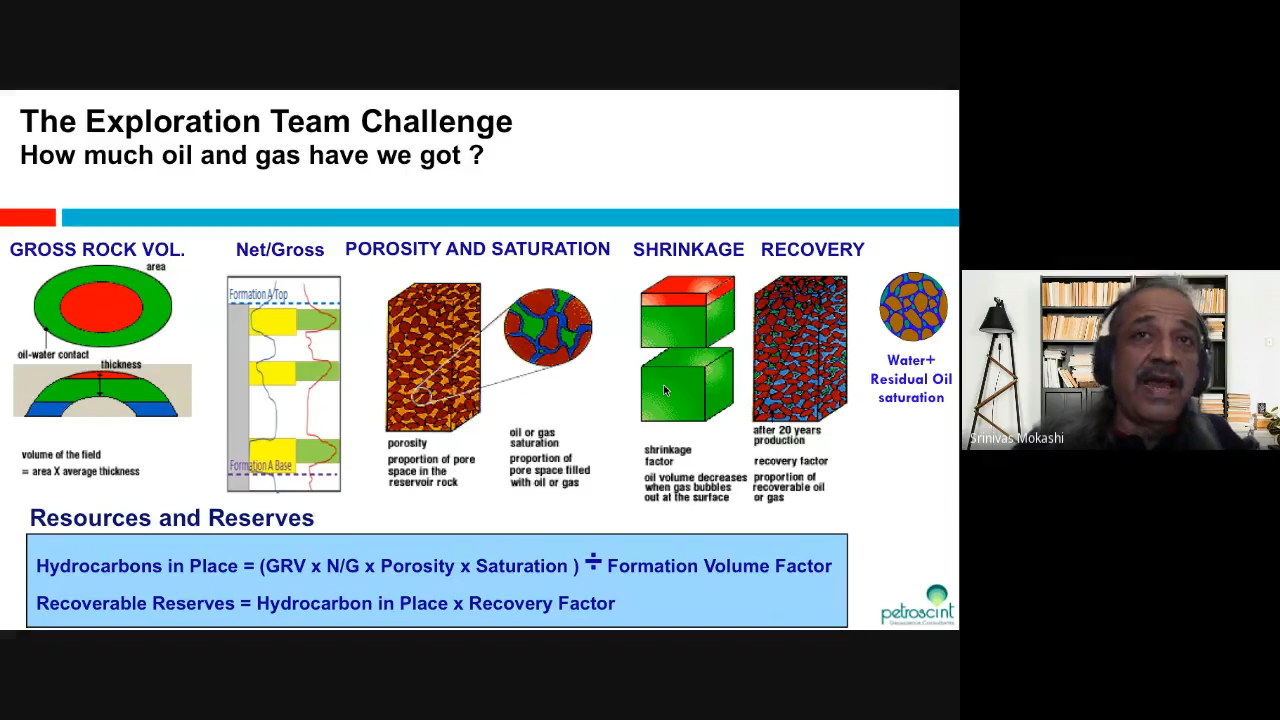 The Exploration Team Challenge
How much oil and gas have we got ?
GROSS ROCK VOL.
area
oil-water contact
thickness
volume of the field
= area X average thickness
Net/Gross
Formation A Top
Formation A Base
POROSITY AND SATURATION
porosity
proportion of pore
space in the
reservoir rock
oil or gas
saturation
proportion of
pore space filled
with oil or gas
SHRINKAGE
shrinkage
factor
oil volume decreases
when gas bubbles
out at the surface
RECOVERY
after 20 years
production
recovery factor
proportion of
recoverable oil
or gas
Water+
Residual Oil
saturation
Resources and Reserves
Hydrocarbons in Place = (GRV x N/G x Porosity x Saturation ) ÷ Formation Volume Factor
Recoverable Reserves = Hydrocarbon in Place x Recovery Factor
petroscint
Geoscience Consultants
Srinivas Mokashi